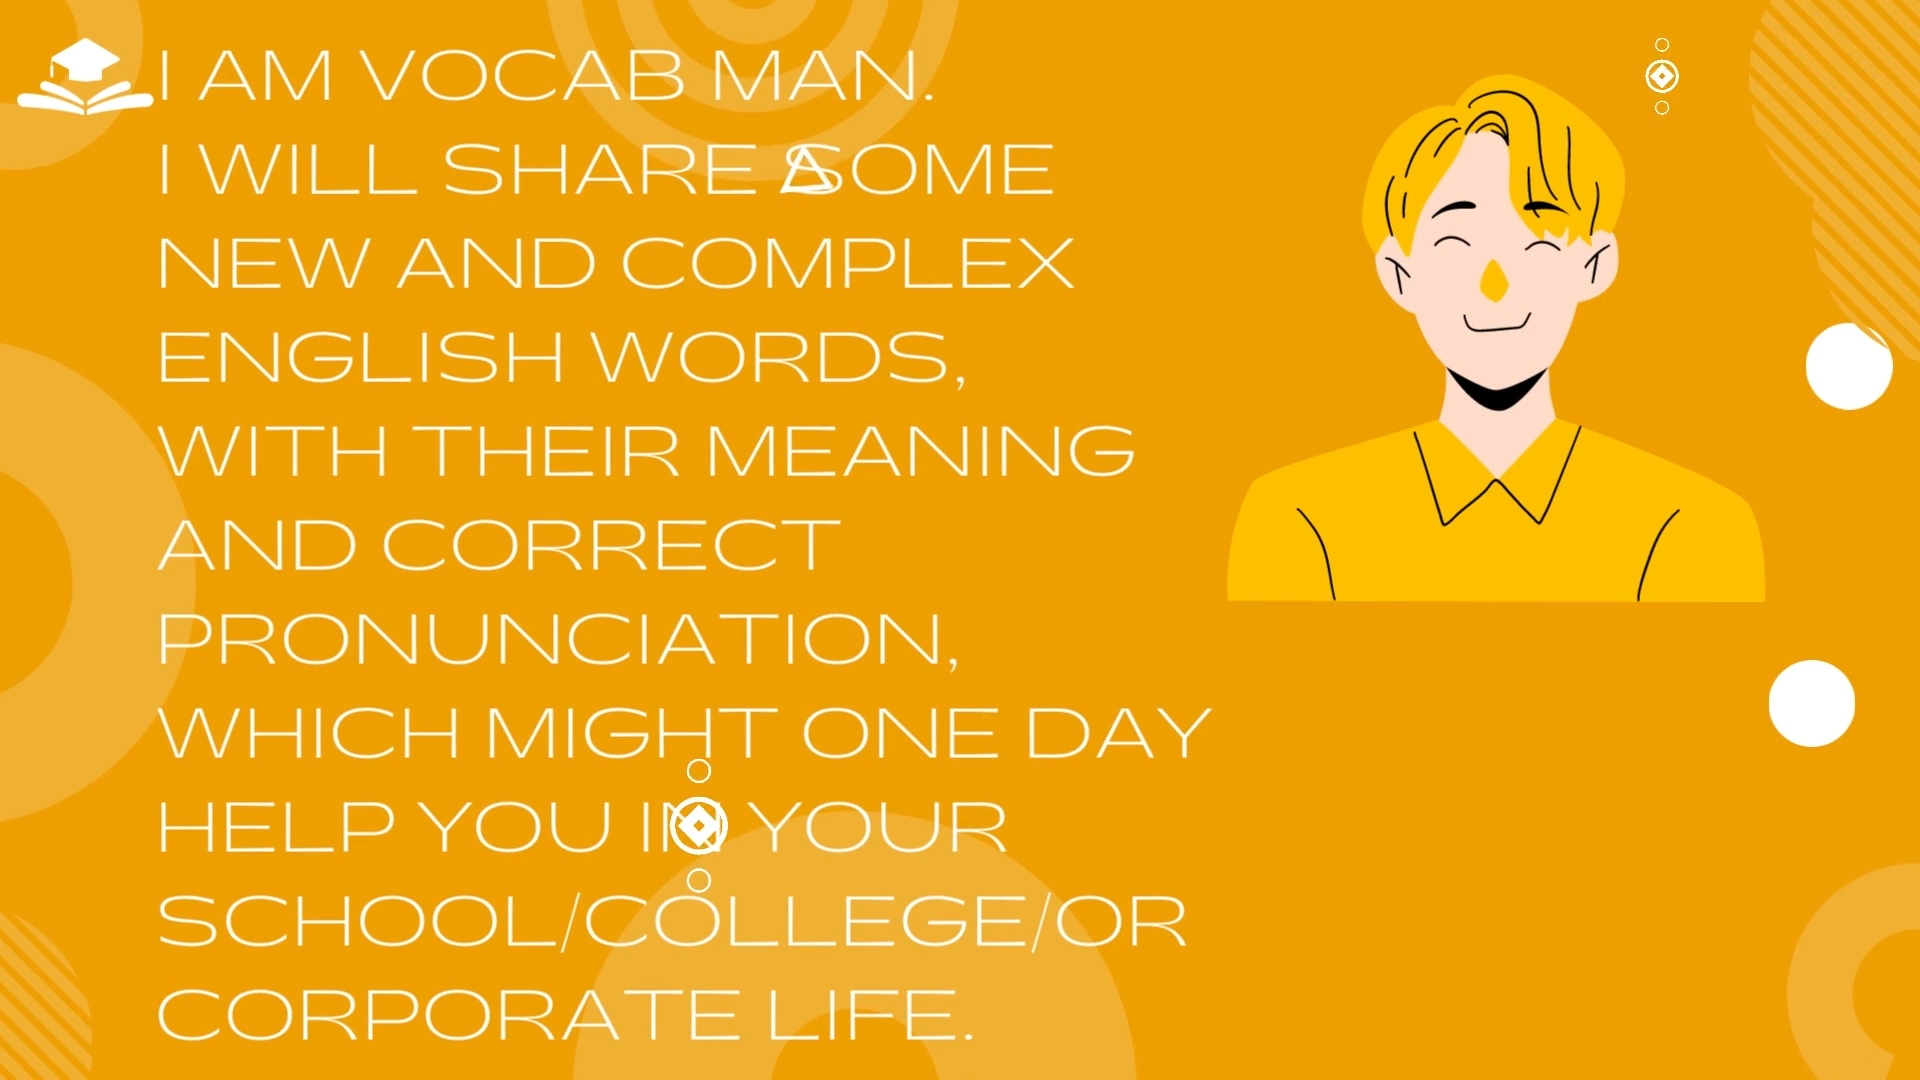 I AM VOCAB MAN.
I WILL SHARE SOME
NEW AND COMPLEX
ENGLISH WORDS,
WITH THEIR MEANING
AND CORRECT
PRONUNCIATION,
WHICH MIGHT ONE DAY
HELP YOU IN YOUR
SCHOOL/COLLEGE/OR
CORPORATE LIFE.